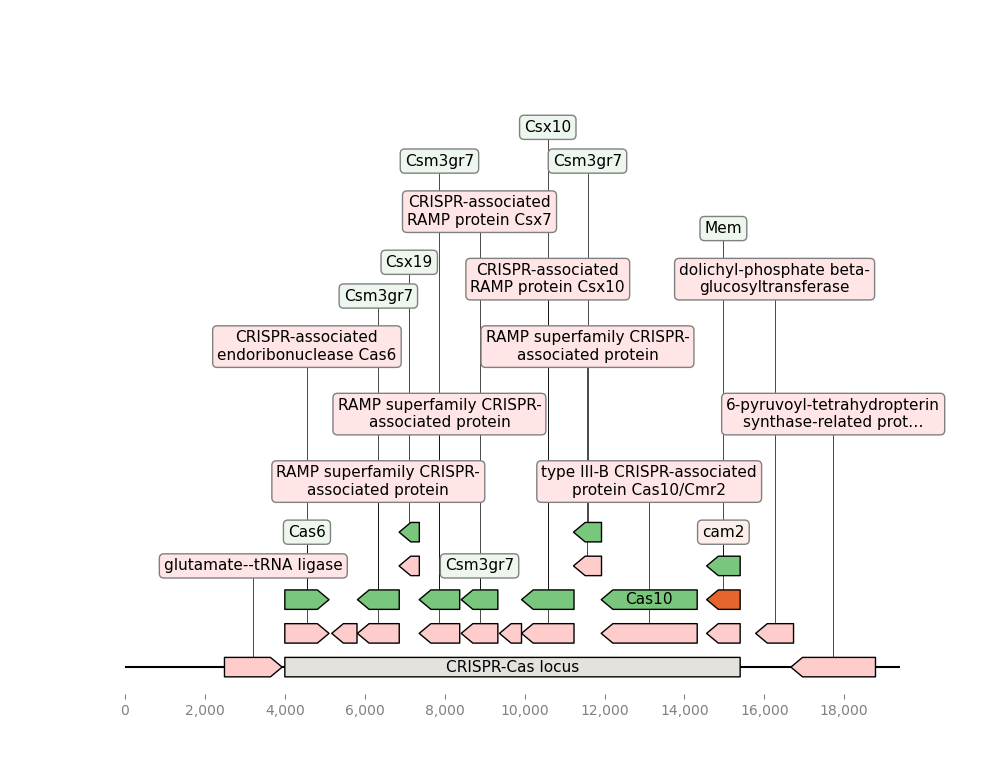 Csx10
Csm3gr7
Csm3gr7
CRISPR-associated
RAMP protein Csx7
Mem
Csx19
CRISPR-associated
RAMP protein Csx10
dolichyl-phosphate beta-
glucosyltransferase
Csm3gr7
CRISPR-associated
endoribonuclease Cas6
RAMP superfamily CRISPR-
associated protein
RAMP superfamily CRISPR-
associated protein
6-pyruvoyl-tetrahydropterin
synthase-related prot…
RAMP superfamily CRISPR-
associated protein
type III-B CRISPR-associated
protein Cas10/Cmr2
Cas6
cam2
glutamate--tRNA ligase
Csm3gr7
Cas10
CRISPR-Cas locus
0
2,000
4,000
6,000
8,000
10,000
12,000
14,000
16,000
18,000